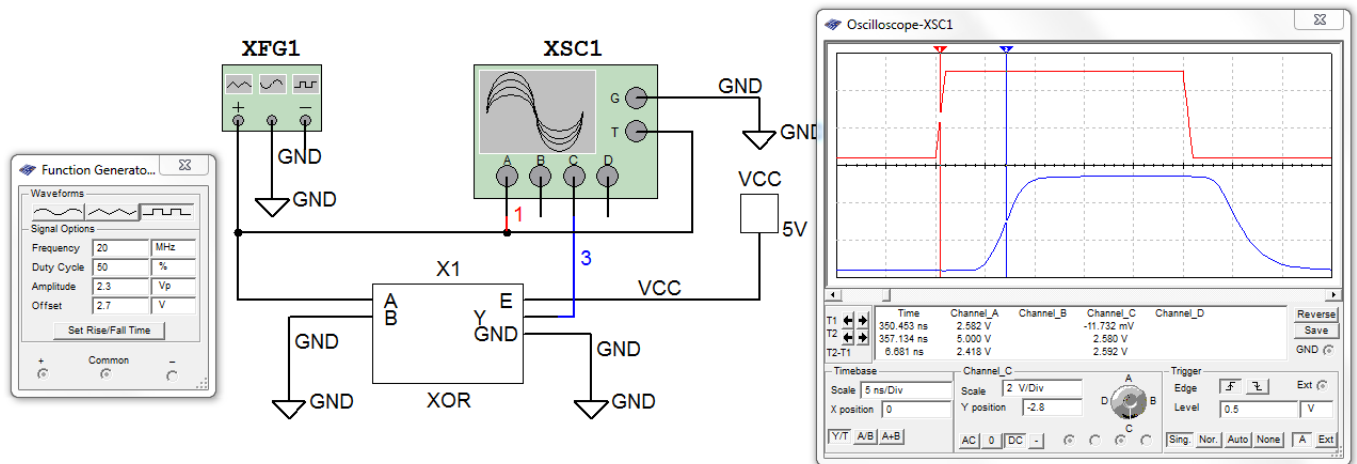 XFG1
XSC1
GND
GND
G
T
A B C D
GND
GND
1
3
VCC
5V
X1
VCC
A
B
E
Y
GND
GND
GND
GND
GND
XOR
Function Generato...
Waveforms
Signal Options
Frequency 20 MHz
Duty Cycle 50 %
Amplitude 2.3 Vp
Offset 2.7 V
Set Rise/Fall Time
+ Common −
Oscilloscope-XSC1
Time Channel_A Channel_B Channel_C Channel_D
T1 350.453 ns 2.582 V -11.732 mV
T2 357.134 ns 5.000 V 2.580 V
T2-T1 6.681 ns 2.418 V 2.592 V
Reverse
Save
GND
Timebase
Scale 5 ns/Div
X position 0
Y/T A/B A+B
Channel_C
Scale 2 V/Div
Y position -2.8
AC 0 DC -
A
D B
C
Trigger
Edge Ext
Level 0.5 V
Sing. Nor. Auto None A Ext